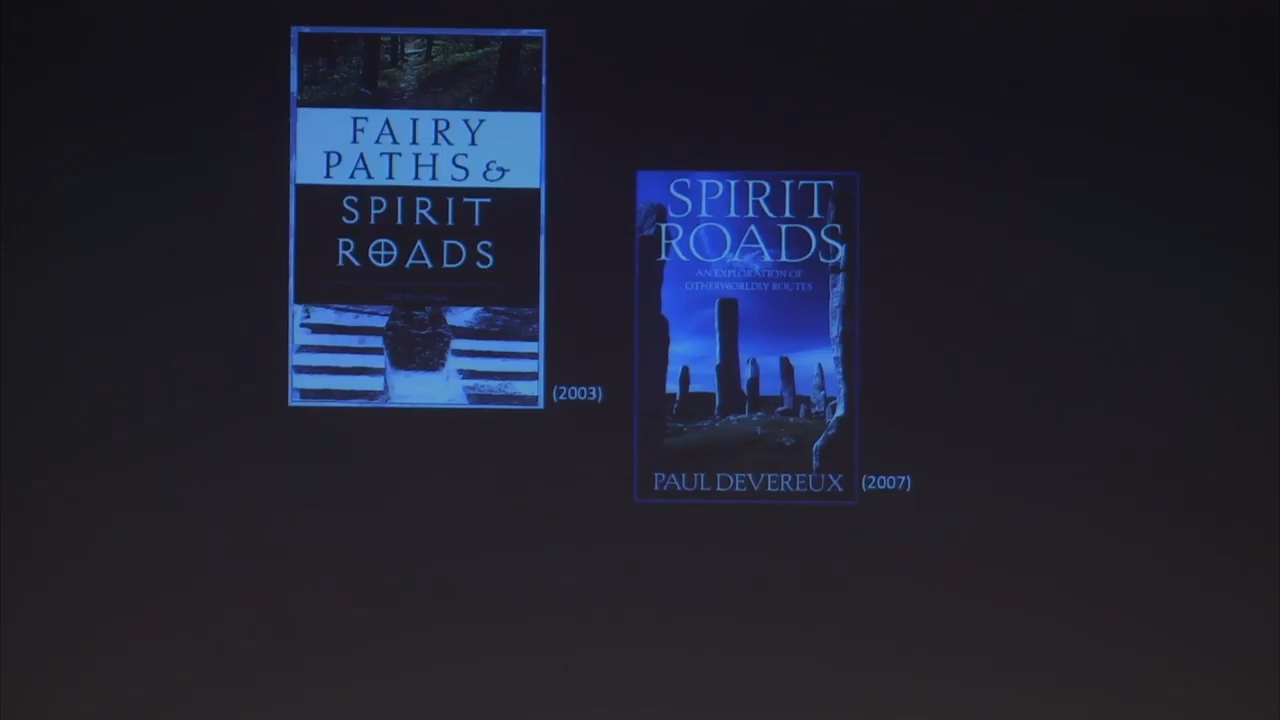 FAIRY
PATHS &
SPIRIT
ROADS
(2003)
SPIRIT
ROADS
AN EXPLORATION OF
OTHERWORLDLY ROUTES
PAUL DEVEREUX
(2007)